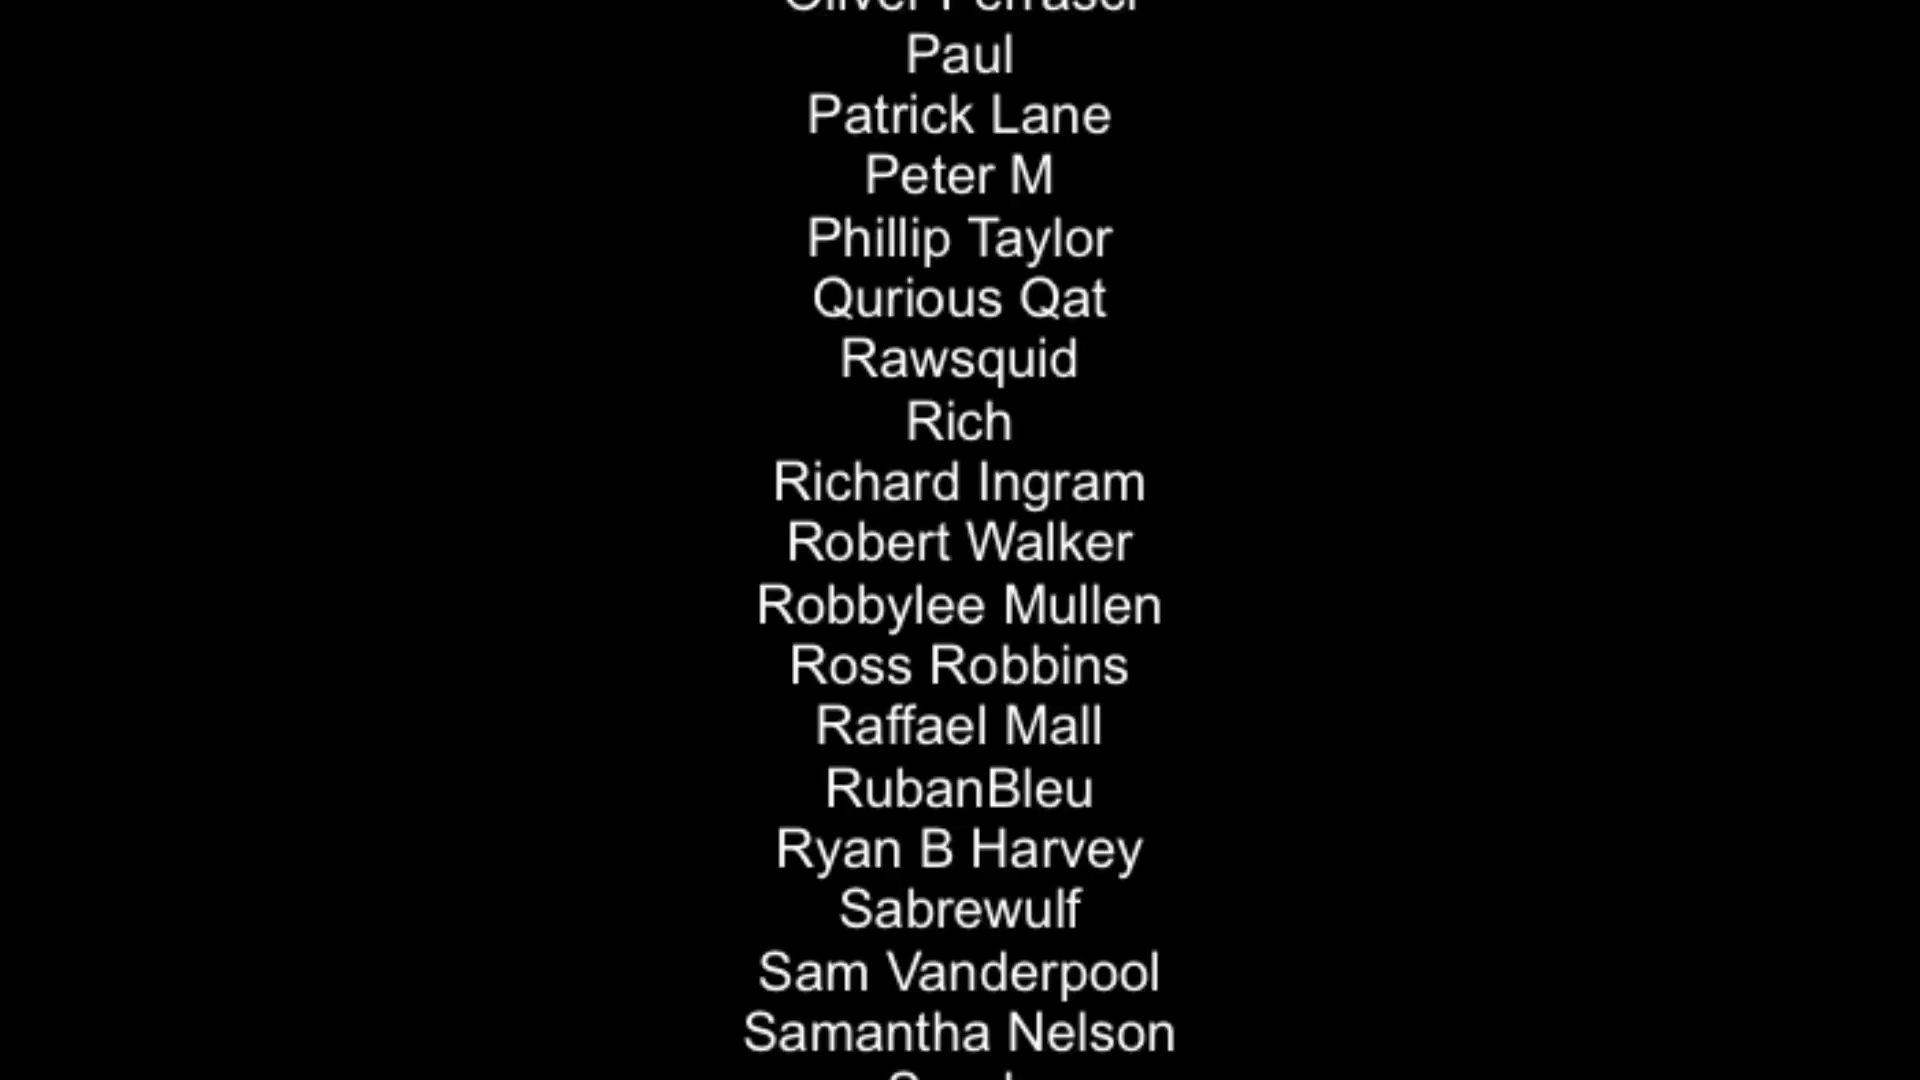 Oliver
Paul
Patrick Lane
Peter M
Phillip Taylor
Qurious Qat
Rawsquid
Rich
Richard Ingram
Robert Walker
Robbylee Mullen
Ross Robbins
Raffael Mall
RubanBleu
Ryan B Harvey
Sabrewulf
Sam Vanderpool
Samantha Nelson